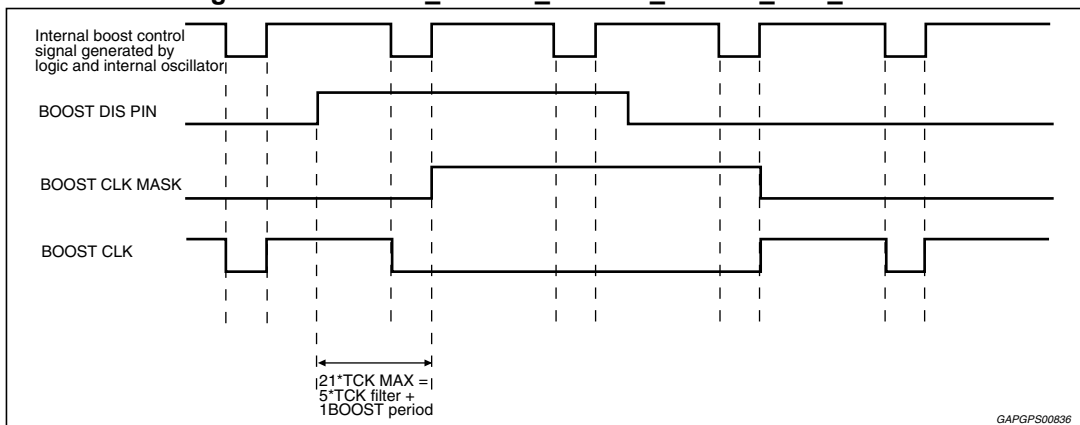 Internal boost control
signal generated by
logic and internal oscillator
BOOST DIS PIN
BOOST CLK MASK
BOOST CLK
21*TCK MAX =
5*TCK filter +
1BOOST period
GAPGPS00836